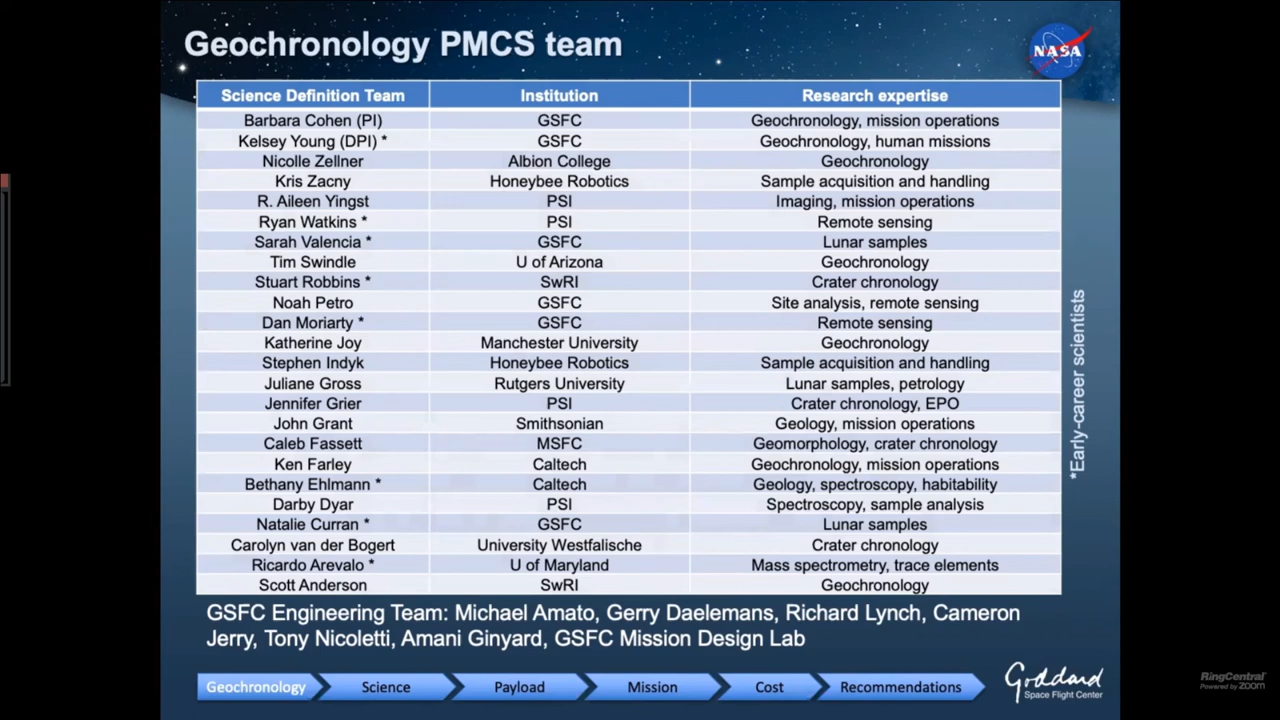 Geochronology PMCS team
NASA
Science Definition Team Institution Research expertise
Barbara Cohen (PI) GSFC Geochronology, mission operations
Kelsey Young (DPI) * GSFC Geochronology, human missions
Nicolle Zellner Albion College Geochronology
Kris Zacny Honeybee Robotics Sample acquisition and handling
R. Aileen Yingst PSI Imaging, mission operations
Ryan Watkins * PSI Remote sensing
Sarah Valencia * GSFC Lunar samples
Tim Swindle U of Arizona Geochronology
Stuart Robbins * SwRI Crater chronology
Noah Petro GSFC Site analysis, remote sensing
Dan Moriarty * GSFC Remote sensing
Katherine Joy Manchester University Geochronology
Stephen Indyk Honeybee Robotics Sample acquisition and handling
Juliane Gross Rutgers University Lunar samples, petrology
Jennifer Grier PSI Crater chronology, EPO
John Grant Smithsonian Geology, mission operations
Caleb Fassett MSFC Geomorphology, crater chronology
Ken Farley Caltech Geochronology, mission operations
Bethany Ehlmann * Caltech Geology, spectroscopy, habitability
Darby Dyar PSI Spectroscopy, sample analysis
Natalie Curran * GSFC Lunar samples
Carolyn van der Bogert University Westfalische Crater chronology
Ricardo Arevalo * U of Maryland Mass spectrometry, trace elements
Scott Anderson SwRI Geochronology
*Early-career scientists
GSFC Engineering Team: Michael Amato, Gerry Daelemans, Richard Lynch, Cameron
Jerry, Tony Nicoletti, Amani Ginyard, GSFC Mission Design Lab
Geochronology Science Payload Mission Cost Recommendations
Goddard
Space Flight Center
RingCentral
Powered by zoom